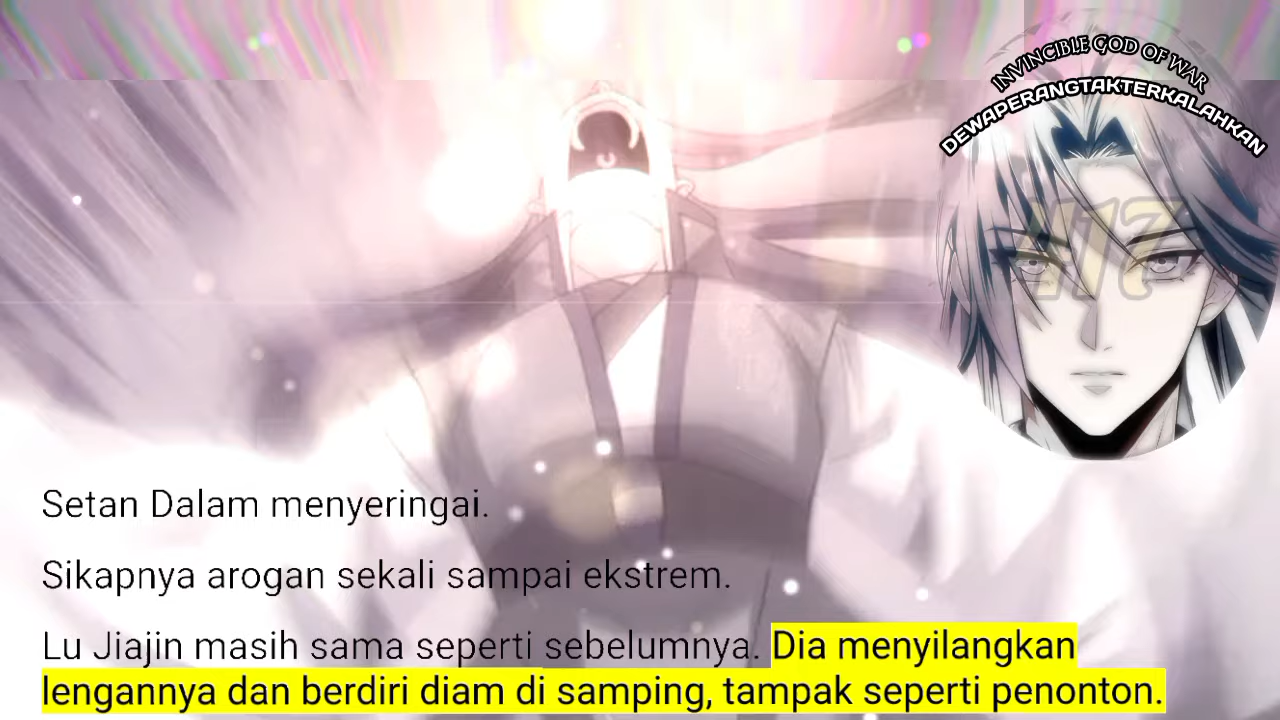 INVINCIBLE GOD OF WAR
DEWAPERANGTAKTERKALAHKAN
417
Setan Dalam menyeringai.
Sikapnya arogan sekali sampai ekstrem.
Lu Jiajin masih sama seperti sebelumnya. Dia menyilangkan
lengannya dan berdiri diam di samping, tampak seperti penonton.